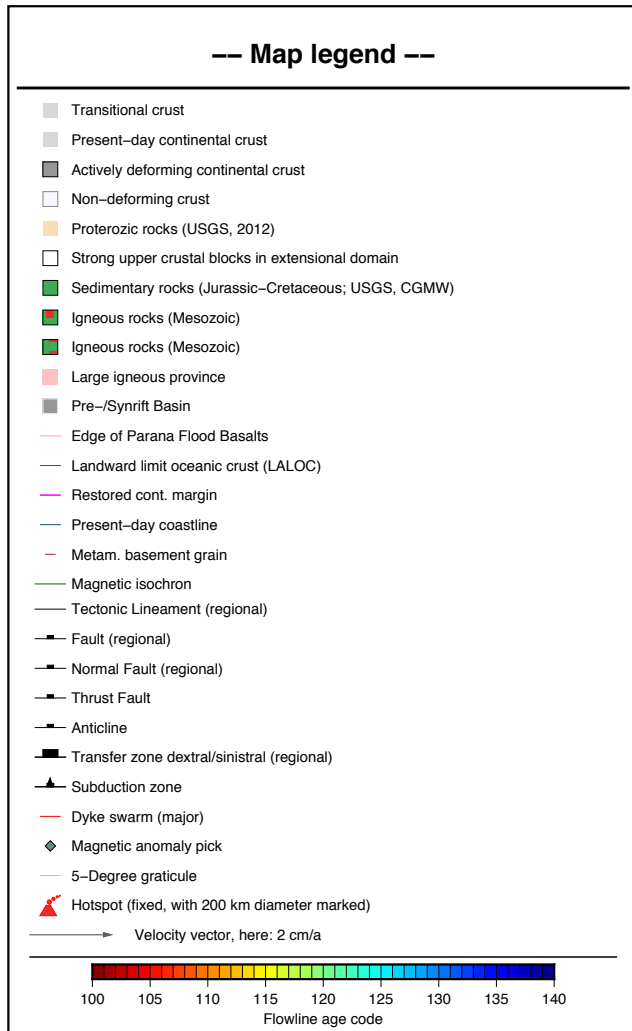 -- Map legend --
Transitional crust
Present-day continental crust
Actively deforming continental crust
Non-deforming crust
Proterozic rocks (USGS, 2012)
Strong upper crustal blocks in extensional domain
Sedimentary rocks (Jurassic-Cretaceous; USGS, CGMW)
Igneous rocks (Mesozoic)
Igneous rocks (Mesozoic)
Large igneous province
Pre-/Synrift Basin
Edge of Parana Flood Basalts
Landward limit oceanic crust (LALOC)
Restored cont. margin
Present-day coastline
Metam. basement grain
Magnetic isochron
Tectonic Lineament (regional)
Fault (regional)
Normal Fault (regional)
Thrust Fault
Anticline
Transfer zone dextral/sinistral (regional)
Subduction zone
Dyke swarm (major)
Magnetic anomaly pick
5-Degree graticule
Hotspot (fixed, with 200 km diameter marked)
Velocity vector, here: 2 cm/a
100 105 110 115 120 125 130 135 140
Flowline age code